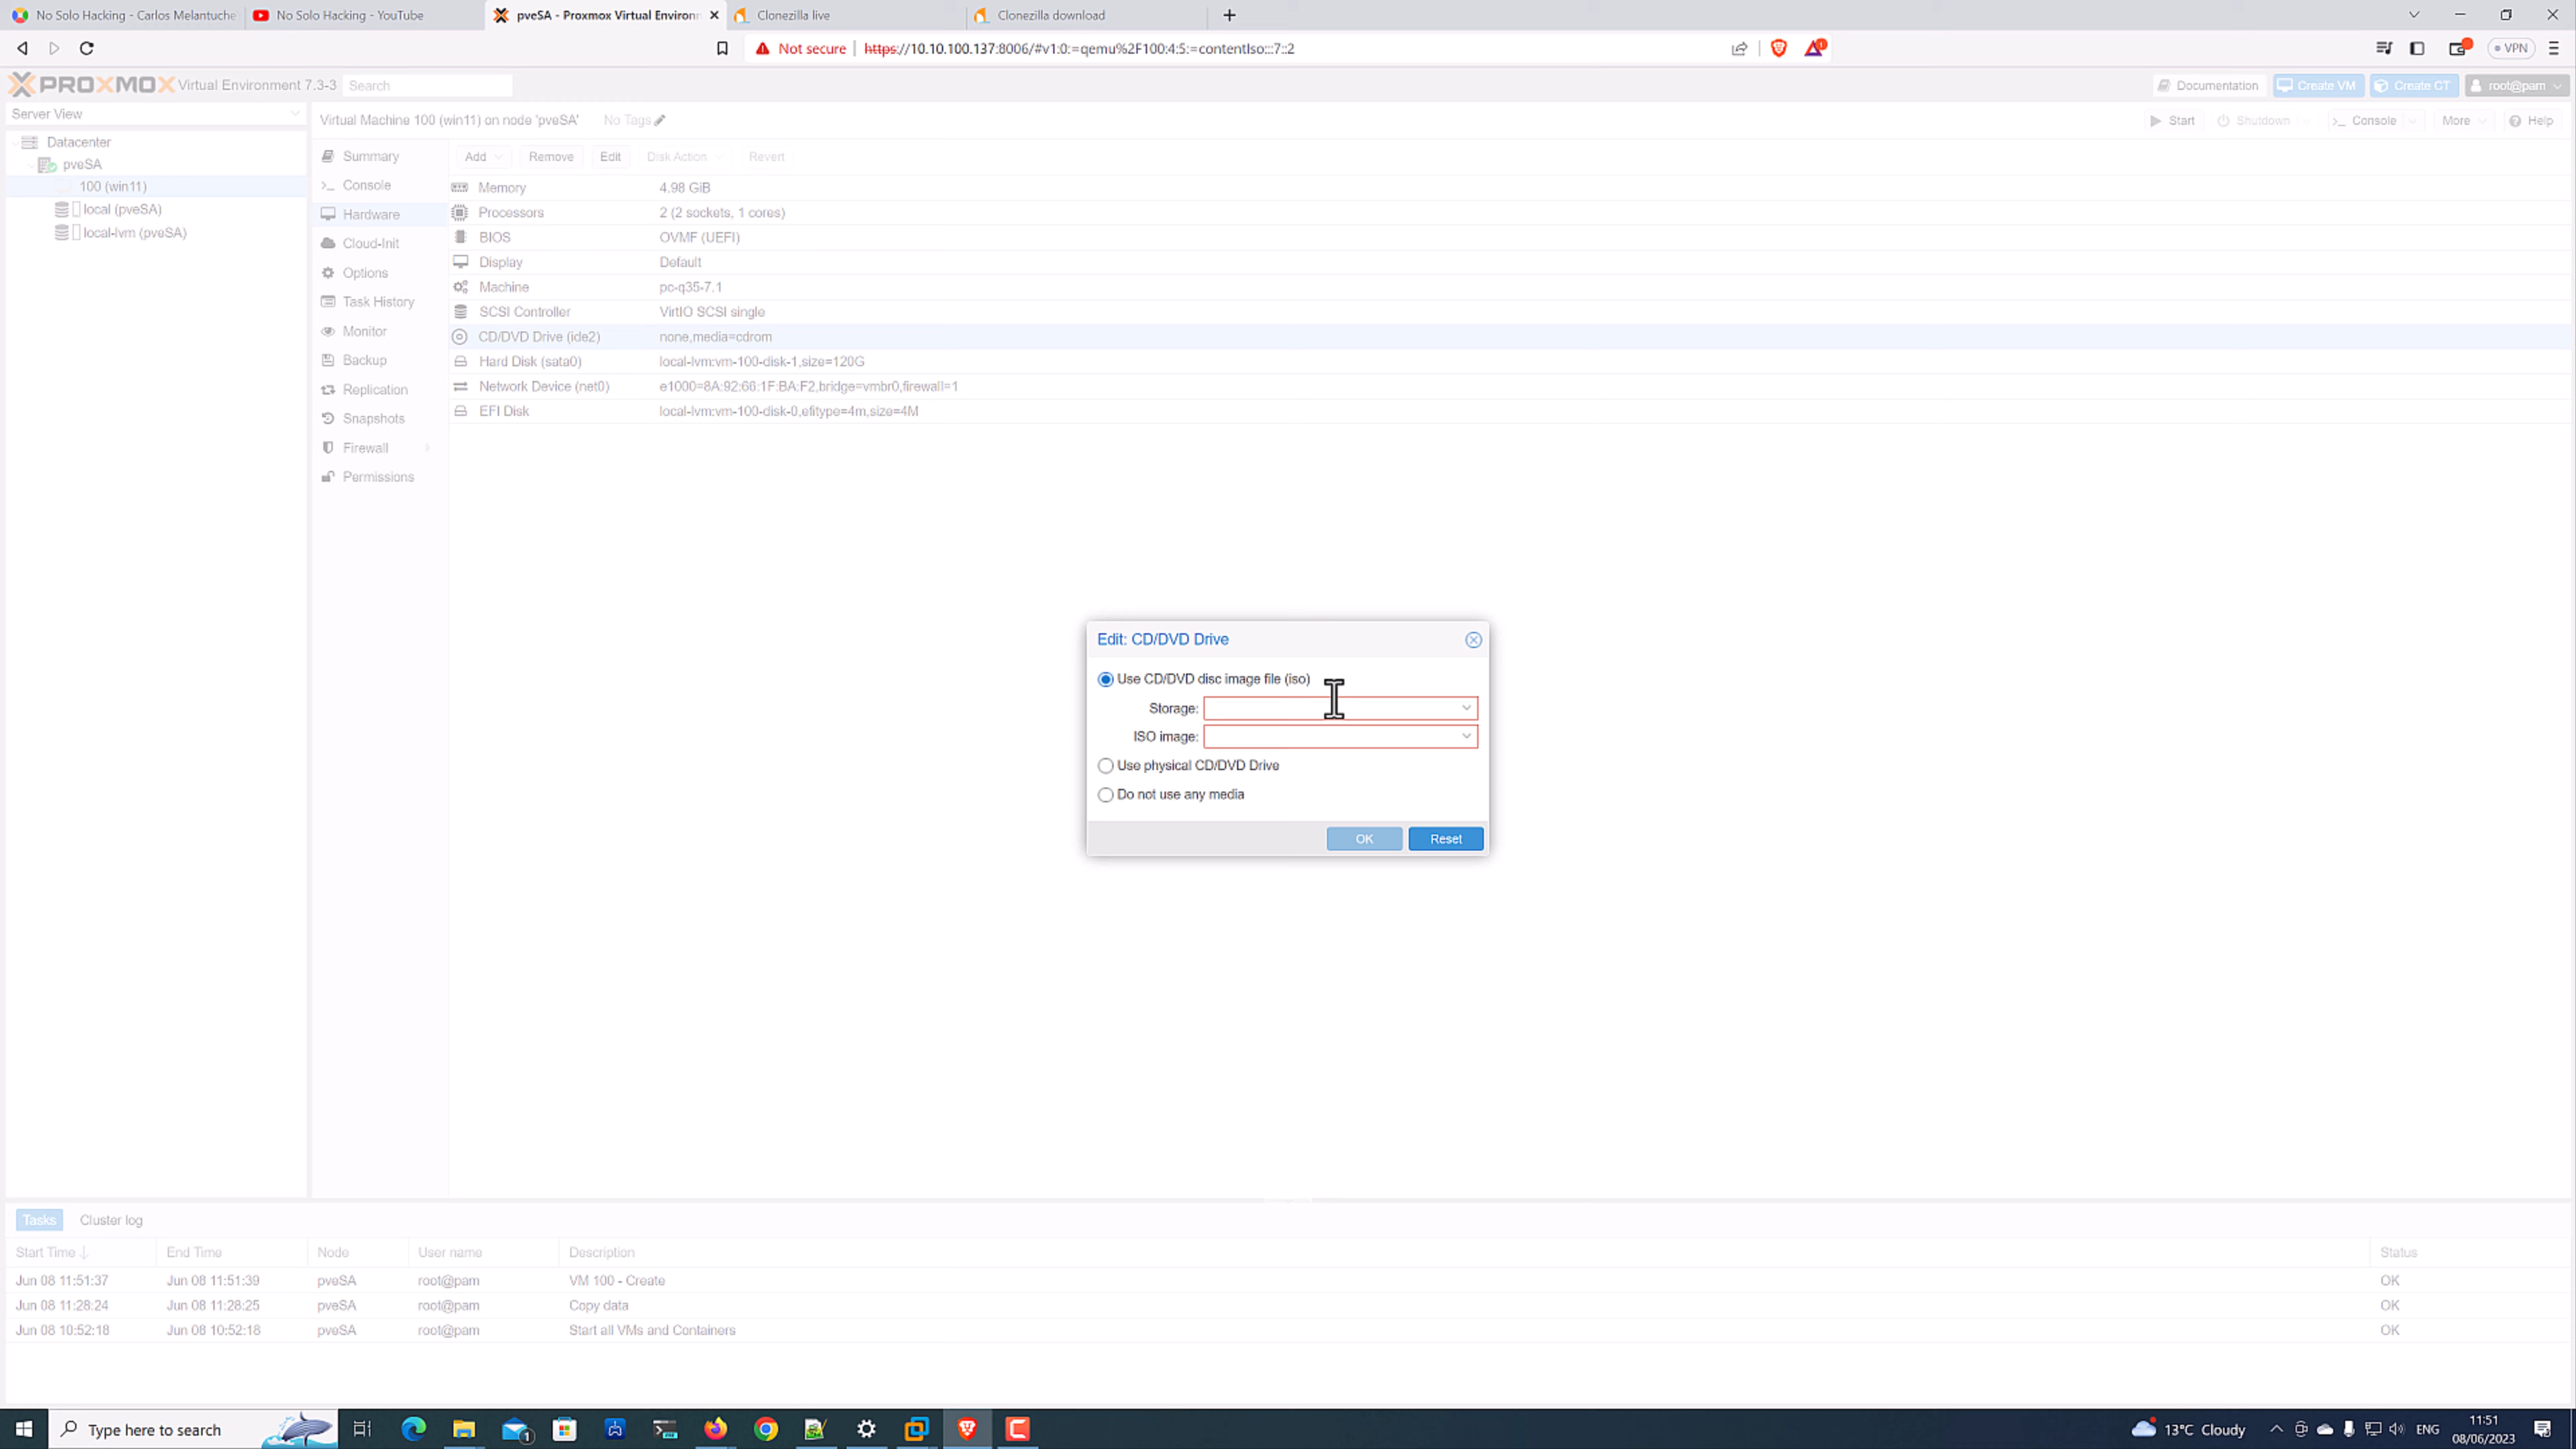 No Solo Hacking - Carlos Melantuche
No Solo Hacking - YouTube
pveSA - Proxmox Virtual Environ
Clonezilla live
Clonezilla download
Not secure
https://10.10.100.137:8006/#v1:0:=qemu%2F100:4:5:=contentIso:::7::2
VPN
PROXMOX Virtual Environment 7.3-3
Search
Documentation
Create VM
Create CT
root@pam
Server View
Datacenter
pveSA
100 (win11)
local (pveSA)
local-lvm (pveSA)
Virtual Machine 100 (win11) on node 'pveSA'
No Tags
Start
Shutdown
Console
More
Help
Summary
Console
Hardware
Cloud-Init
Options
Task History
Monitor
Backup
Replication
Snapshots
Firewall
Permissions
Add
Remove
Edit
Disk Action
Revert
Memory 4.98 GiB
Processors 2 (2 sockets, 1 cores)
BIOS OVMF (UEFI)
Display Default
Machine pc-q35-7.1
SCSI Controller VirtIO SCSI single
CD/DVD Drive (ide2) none,media=cdrom
Hard Disk (sata0) local-lvm:vm-100-disk-1,size=120G
Network Device (net0) e1000=8A:92:66:1F:BA:F2,bridge=vmbr0,firewall=1
EFI Disk local-lvm:vm-100-disk-0,efitype=4m,size=4M
Edit: CD/DVD Drive
Use CD/DVD disc image file (iso)
Storage:
ISO image:
Use physical CD/DVD Drive
Do not use any media
OK
Reset
Tasks
Cluster log
Start Time End Time Node User name Description Status
Jun 08 11:51:37 Jun 08 11:51:39 pveSA root@pam VM 100 - Create OK
Jun 08 11:28:24 Jun 08 11:28:25 pveSA root@pam Copy data OK
Jun 08 10:52:18 Jun 08 10:52:18 pveSA root@pam Start all VMs and Containers OK
Type here to search
13°C Cloudy
ENG
11:51
08/06/2023